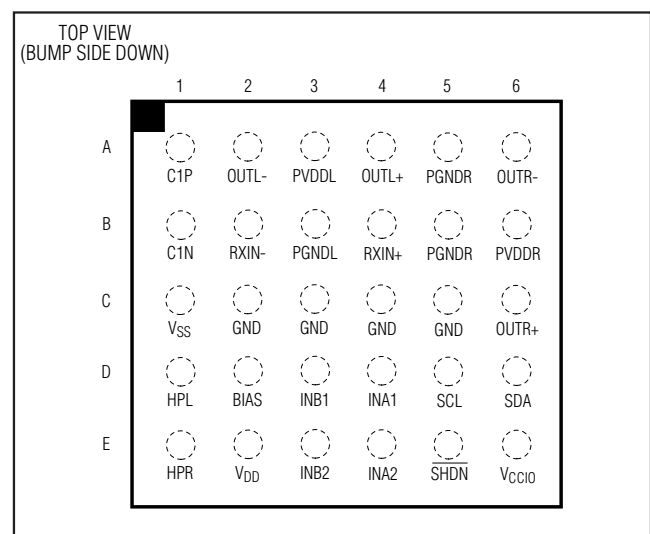 TOP VIEW
(BUMP SIDE DOWN)
1 2 3 4 5 6
A
C1P OUTL- PVDDL OUTL+ PGNDR OUTR-
B
C1N RXIN- PGNDL RXIN+ PGNDR PVDDR
C
VSS GND GND GND GND OUTR+
D
HPL BIAS INB1 INA1 SCL SDA
E
HPR VDD INB2 INA2 SHDN VCCIO